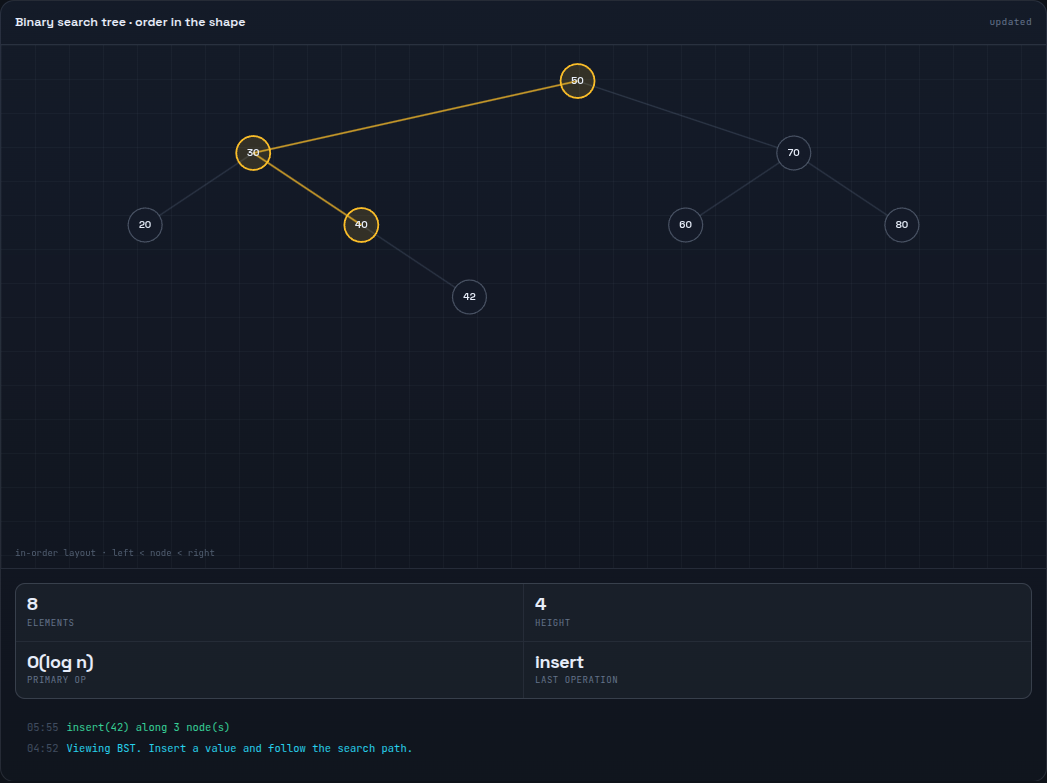 Binary search tree · order in the shape
updated
50
30
70
20
40
60
80
42
in-order layout · left < node < right
8
ELEMENTS
4
HEIGHT
O(log n)
PRIMARY OP
insert
LAST OPERATION
05:55 insert(42) along 3 node(s)
04:52 Viewing BST. Insert a value and follow the search path.